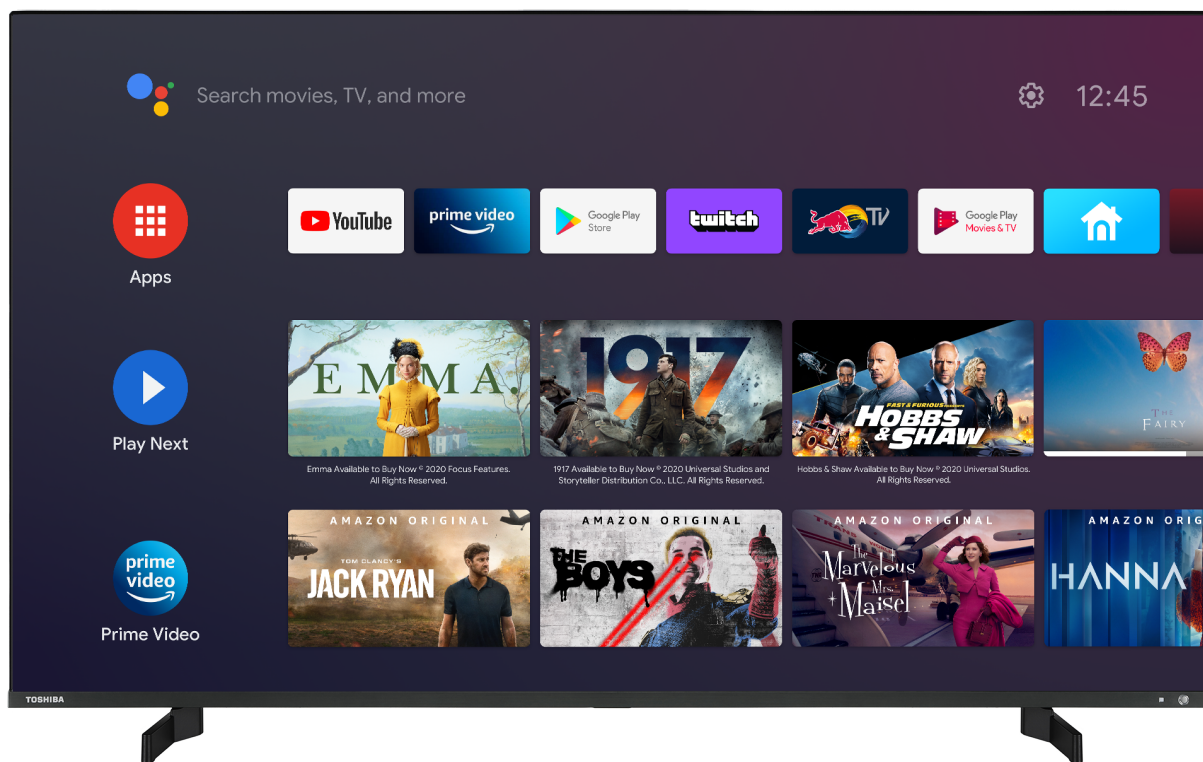 Search movies, TV, and more
12:45
YouTube
prime video
Google Play
Store
twitch
TV
Google Play
Movies & TV
Apps
EMMA.
1917
FAST & FURIOUS
HOBBS
& SHAW
THE
FAIRY
Play Next
Emma Available to Buy Now © 2020 Focus Features.
All Rights Reserved.
1917 Available to Buy Now © 2020 Universal Studios and
Storyteller Distribution Co., LLC. All Rights Reserved.
Hobbs & Shaw Available to Buy Now © 2020 Universal Studios.
All Rights Reserved.
prime
video
Prime Video
AMAZON ORIGINAL
TOM CLANCY'S
JACK RYAN
AMAZON ORIGINAL
THE
BOYS
AMAZON ORIGINAL
The
Marvelous
Mrs.
Maisel
AMAZON ORIG
HANNA
TOSHIBA